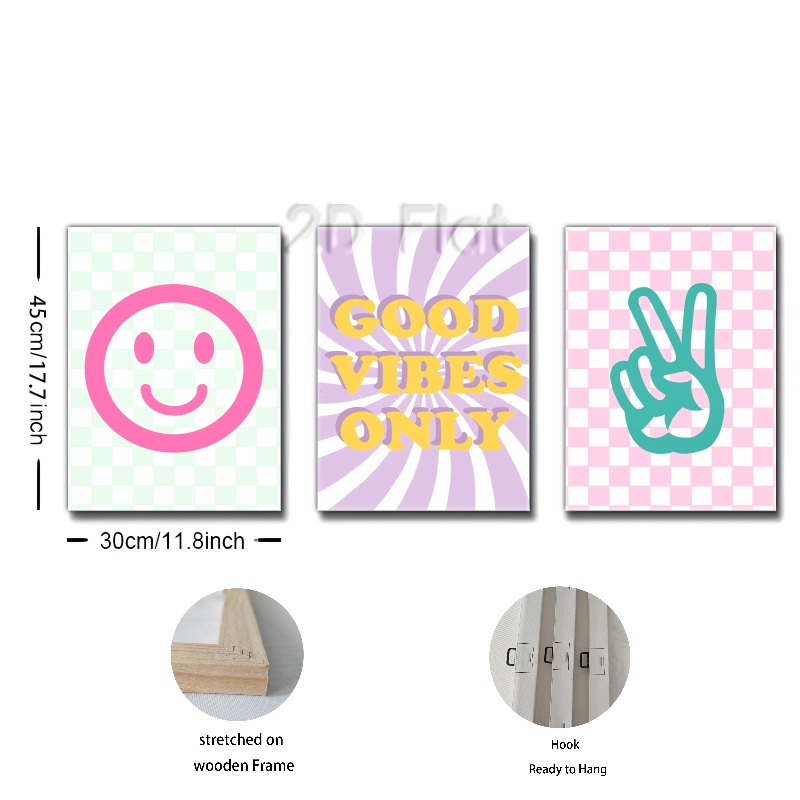 2D Flat
GOOD
VIBES
ONLY
45cm/17.7inch
30cm/11.8inch
stretched on
wooden Frame
Hook
Ready to Hang